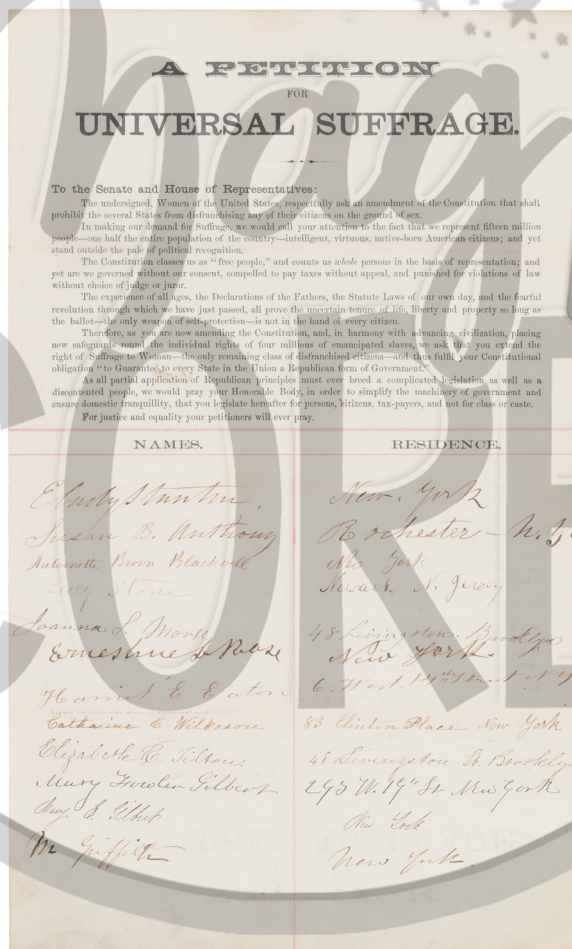 A PETITION
FOR
UNIVERSAL SUFFRAGE.
To the Senate and House of Representatives:
The undersigned, Women of the United States, respectfully ask an amendment of the Constitution that shall
prohibit the several States from disfranchising any of their citizens on the ground of sex.
In making our demand for Suffrage, we would call your attention to the fact that we represent fifteen million
people—one half the entire population of the country—intelligent, virtuous, native-born American citizens; and yet
stand outside the pale of political recognition.
The Constitution classes us as "free people," and counts us whole persons in the basis of representation; and
yet are we governed without our consent, compelled to pay taxes without appeal, and punished for violations of law
without choice of judge or juror.
The experience of all ages, the Declarations of the Fathers, the Statute Laws of our own day, and the fearful
revolution through which we have just passed, all prove the uncertain tenure of life, liberty and property so long as
the ballot—the only weapon of self-protection—is not in the hand of every citizen.
Therefore, as you are now amending the Constitution, and, in harmony with advancing civilization, placing
new safeguards round the individual rights of four millions of emancipated slaves, we ask that you extend the
right of Suffrage to Woman—the only remaining class of disfranchised citizens—and thus fulfil your Constitutional
obligation "to Guarantee to every State in the Union a Republican form of Government."
As all partial application of Republican principles must ever breed a complicated legislation as well as a
discontented people, we would pray your Honorable Body, in order to simplify the machinery of government and
ensure domestic tranquillity, that you legislate hereafter for persons, citizens, tax-payers, and not for class or caste.
For justice and equality your petitioners will ever pray.
NAMES. RESIDENCE.
E Cady Stanton, New York
Susan B. Anthony Rochester - N.Y.
Antoinette Brown Blackwell New York
Lucy Stone Newark N. Jersey
Joanna S. Morse 48 Livingston. Brooklyn
Ernestine L Rose New York
Harriet E Eaton 6. West. 14th Street N.Y
Catharine C Wilkeson 83 Clinton Place New York
Elizabeth R. Tilton. 48 Livingston St. Brooklyn
Mary Fowler Gilbert 293 W. 19" St New York
Mary E. Gilbert New York
M Griffith New York.